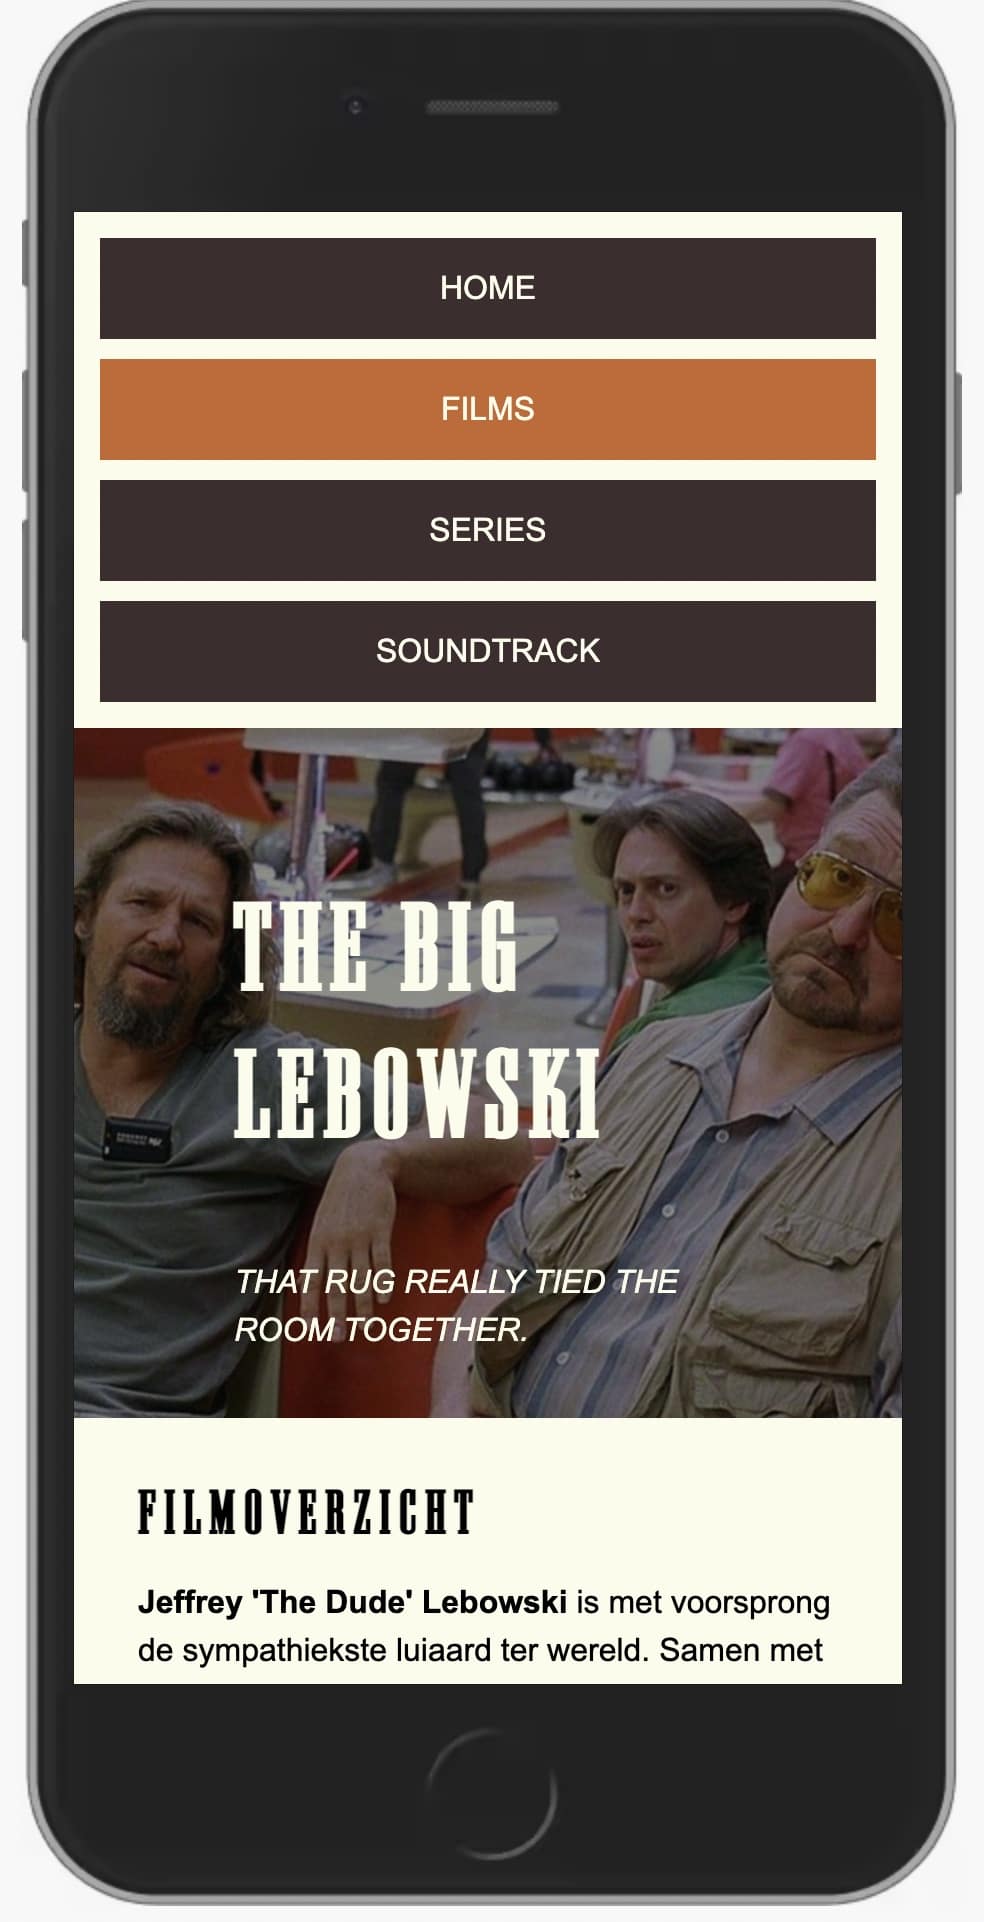 HOME
FILMS
SERIES
SOUNDTRACK
THE BIG
LEBOWSKI
THAT RUG REALLY TIED THE
ROOM TOGETHER.
FILMOVERZICHT
Jeffrey 'The Dude' Lebowski is met voorsprong
de sympathiekste luiaard ter wereld. Samen met